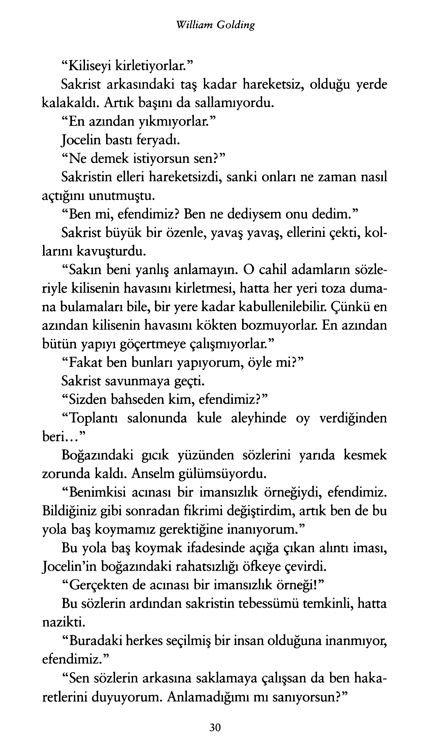 William Golding
“Kiliseyi kirletiyorlar.”
Sakrist arkasındaki taş kadar hareketsiz, olduğu yerde
kalakaldı. Artık başını da sallamıyordu.
“En azından yıkmıyorlar.”
Jocelin bastı feryadı.
“Ne demek istiyorsun sen?”
Sakristin elleri hareketsizdi, sanki onları ne zaman nasıl
açtığını unutmuştu.
“Ben mi, efendimiz? Ben ne dediysem onu dedim.”
Sakrist büyük bir özenle, yavaş yavaş, ellerini çekti, kol-
larını kavuşturdu.
“Sakın beni yanlış anlamayın. O cahil adamların sözle-
riyle kilisenin havasını kirletmesi, hatta her yeri toza duma-
na bulamaları bile, bir yere kadar kabullenilebilir. Çünkü en
azından kilisenin havasını kökten bozmuyorlar. En azından
bütün yapıyı göçertmeye çalışmıyorlar.”
“Fakat ben bunları yapıyorum, öyle mi?”
Sakrist savunmaya geçti.
“Sizden bahseden kim, efendimiz?”
“Toplantı salonunda kule aleyhinde oy verdiğinden
beri...”
Boğazındaki gıcık yüzünden sözlerini yarıda kesmek
zorunda kaldı. Anselm gülümsüyordu.
“Benimkisi acınası bir imansızlık örneğiydi, efendimiz.
Bildiğiniz gibi sonradan fikrimi değiştirdim, artık ben de bu
yola baş koymamız gerektiğine inanıyorum.”
Bu yola baş koymak ifadesinde açığa çıkan alıntı iması,
Jocelin’in boğazındaki rahatsızlığı öfkeye çevirdi.
“Gerçekten de acınası bir imansızlık örneği!”
Bu sözlerin ardından sakristin tebessümü temkinli, hatta
nazikti.
“Buradaki herkes seçilmiş bir insan olduğuna inanmıyor,
efendimiz.”
“Sen sözlerin arkasına saklamaya çalışsan da ben haka-
retlerini duyuyorum. Anlamadığımı mı sanıyorsun?”
30